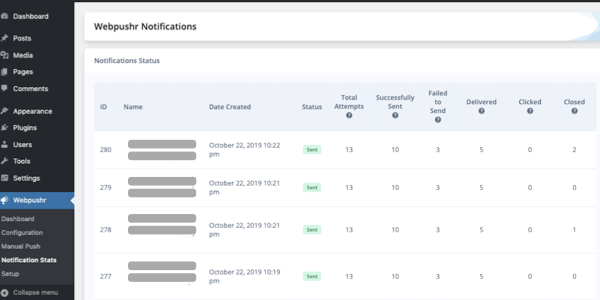 Dashboard
Posts
Media
Pages
Comments
Appearance
Plugins
Users
Tools
Settings
Webpushr
Dashboard
Configuration
Manual Push
Notification Stats
Setup
Collapse menu
Webpushr Notifications
Notifications Status
ID Name Date Created Status Total Attempts Successfully Sent Failed to Send Delivered Clicked Closed
280 October 22, 2019 10:22 pm Sent 13 10 3 5 0 2
279 October 22, 2019 10:21 pm Sent 13 10 3 5 0 0
278 October 22, 2019 10:21 pm Sent 13 10 3 5 0 1
277 October 22, 2019 10:19 pm Sent 13 10 3 5 0 0